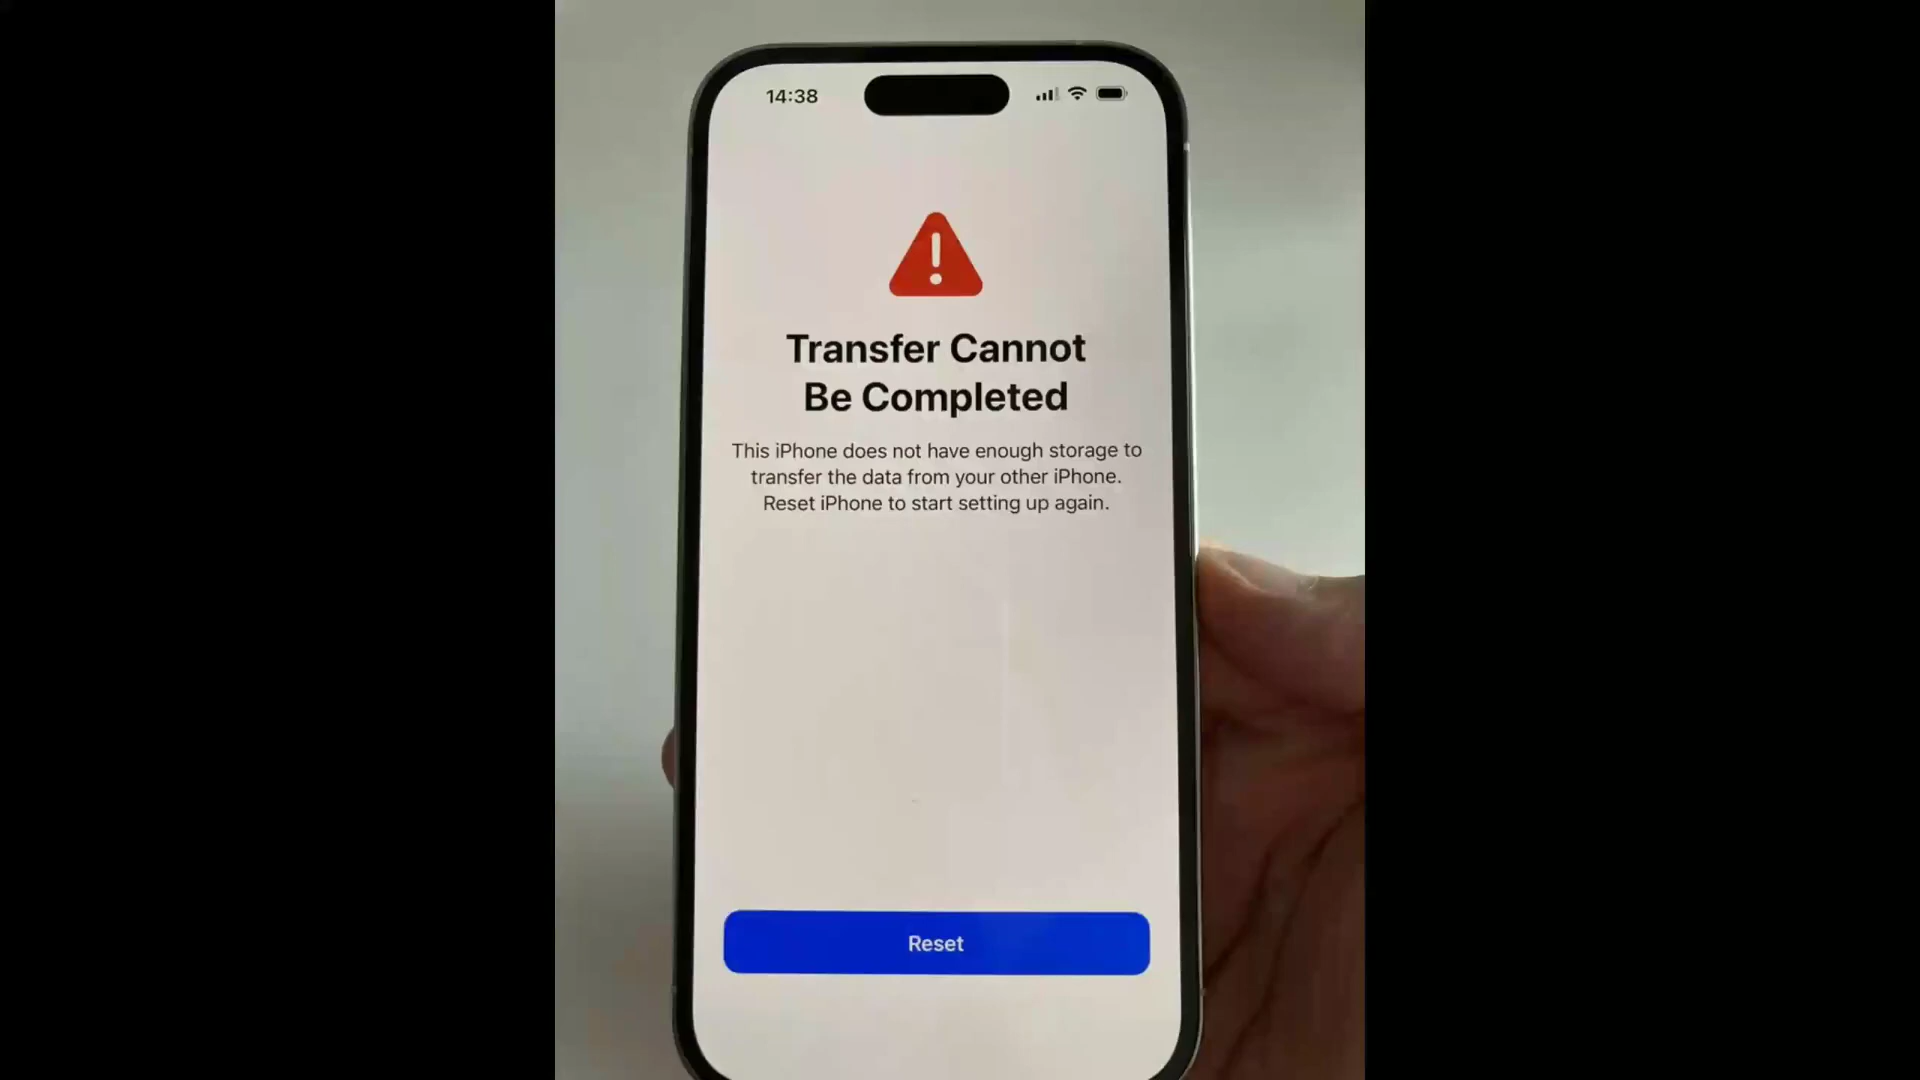 14:38
Transfer Cannot
Be Completed
This iPhone does not have enough storage to
transfer the data from your other iPhone.
Reset iPhone to start setting up again.
Reset